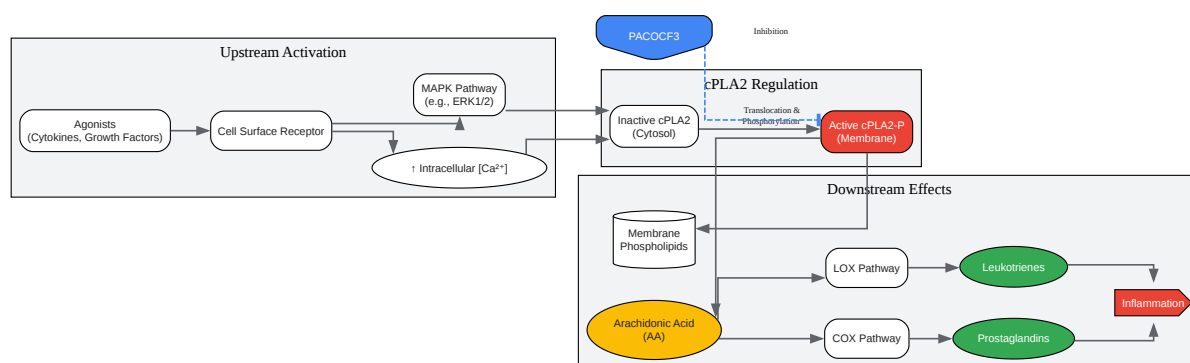 PACOCF3
Inhibition
Upstream Activation
cPLA2 Regulation
MAPK Pathway
(e.g., ERK1/2)
Agonists
(Cytokines, Growth Factors)
Cell Surface Receptor
↑ Intracellular [Ca²⁺]
Inactive cPLA2
(Cytosol)
Translocation &
Phosphorylation
Active cPLA2-P
(Membrane)
Downstream Effects
Membrane
Phospholipids
LOX Pathway
Leukotrienes
Inflammation
Arachidonic Acid
(AA)
COX Pathway
Prostaglandins